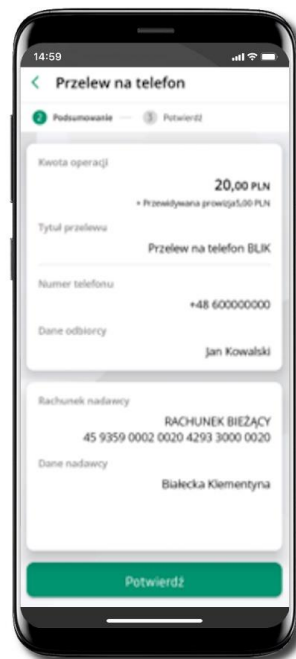 14:59
Przelew na telefon
2 Podsumowanie 3 Potwierdź
Kwota operacji
20,00 PLN
+ Przewidywana prowizja5,00 PLN
Tytuł przelewu
Przelew na telefon BLIK
Numer telefonu
+48 600000000
Dane odbiorcy
Jan Kowalski
Rachunek nadawcy
RACHUNEK BIEŻĄCY
45 9359 0002 0020 4293 3000 0020
Dane nadawcy
Białecka Klementyna
Potwierdź